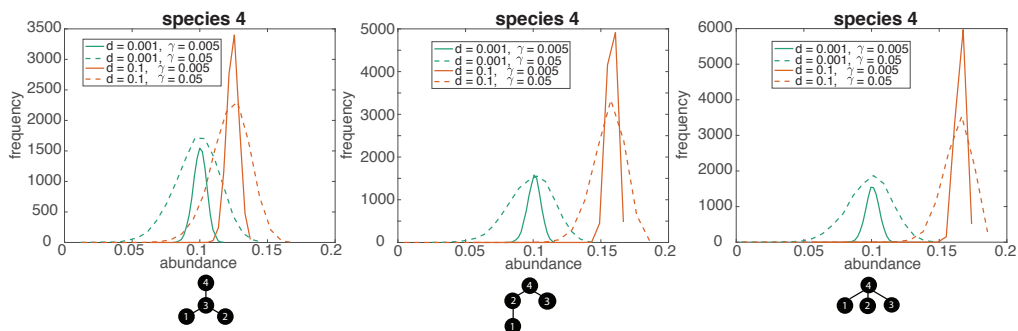 species 4
3500
3000
2500
2000
1500
1000
500
0
frequency
d = 0.001, γ = 0.005
d = 0.001, γ = 0.05
d = 0.1, γ = 0.005
d = 0.1, γ = 0.05
0 0.05 0.1 0.15 0.2
abundance
4
3
1 2
species 4
5000
4000
3000
2000
1000
0
frequency
d = 0.001, γ = 0.005
d = 0.001, γ = 0.05
d = 0.1, γ = 0.005
d = 0.1, γ = 0.05
0 0.05 0.1 0.15 0.2
abundance
4
2 3
1
species 4
6000
5000
4000
3000
2000
1000
0
frequency
d = 0.001, γ = 0.005
d = 0.001, γ = 0.05
d = 0.1, γ = 0.005
d = 0.1, γ = 0.05
0 0.05 0.1 0.15 0.2
abundance
4
1 2 3